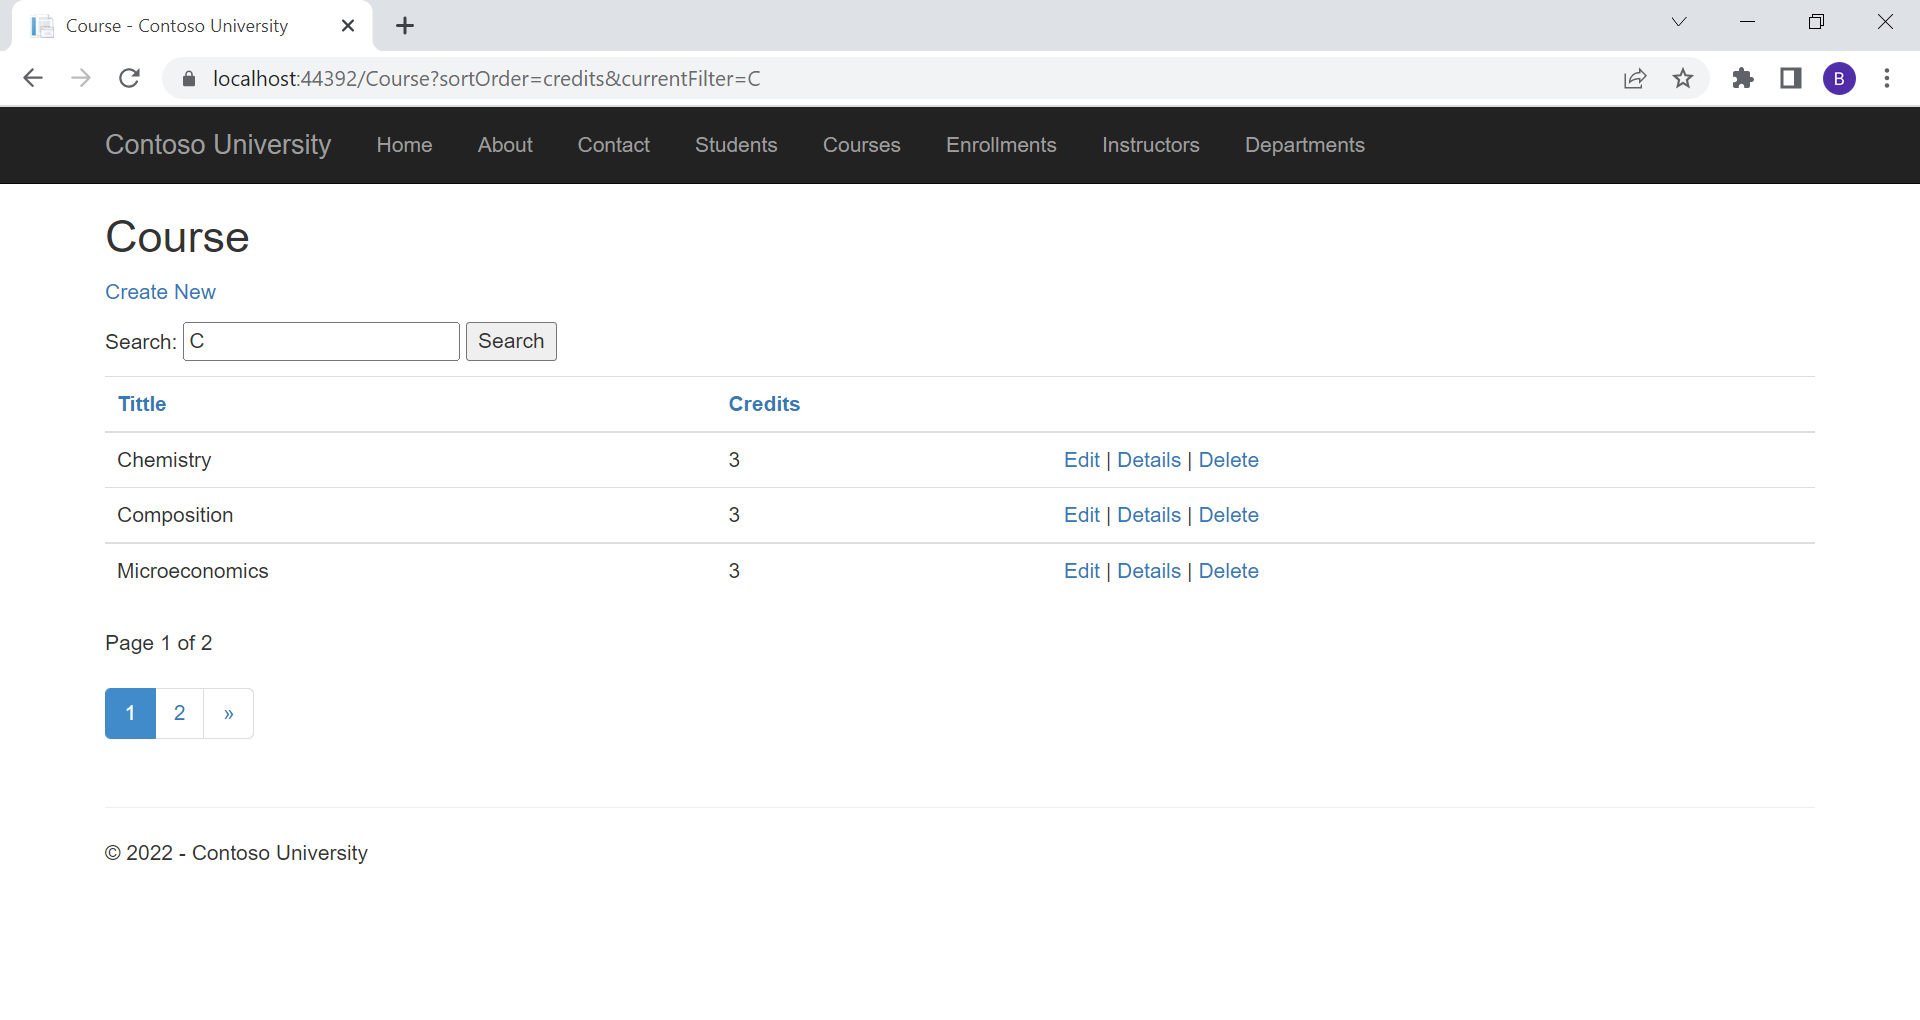 Course - Contoso University
localhost:44392/Course?sortOrder=credits&currentFilter=C
B
Contoso University Home About Contact Students Courses Enrollments Instructors Departments
Course
Create New
Search: C Search
Tittle Credits
Chemistry 3 Edit | Details | Delete
Composition 3 Edit | Details | Delete
Microeconomics 3 Edit | Details | Delete
Page 1 of 2
1 2 »
© 2022 - Contoso University